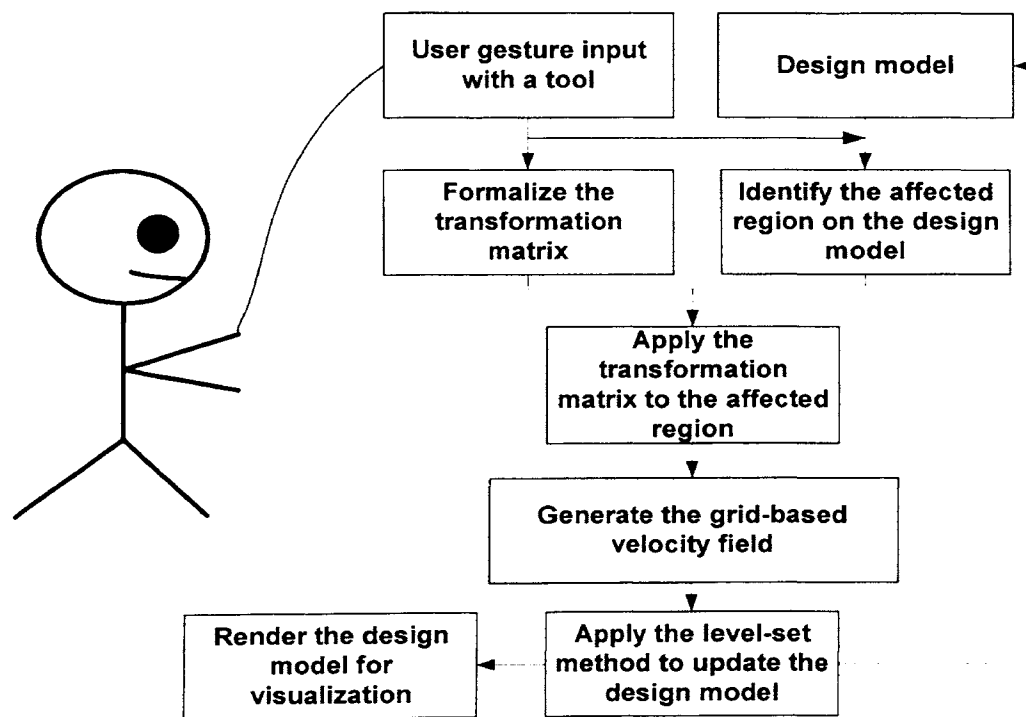 User gesture input
with a tool
Design model
Formalize the
transformation
matrix
Identify the affected
region on the design
model
Apply the
transformation
matrix to the affected
region
Generate the grid-based
velocity field
Render the design
model for
visualization
Apply the level-set
method to update the
design model